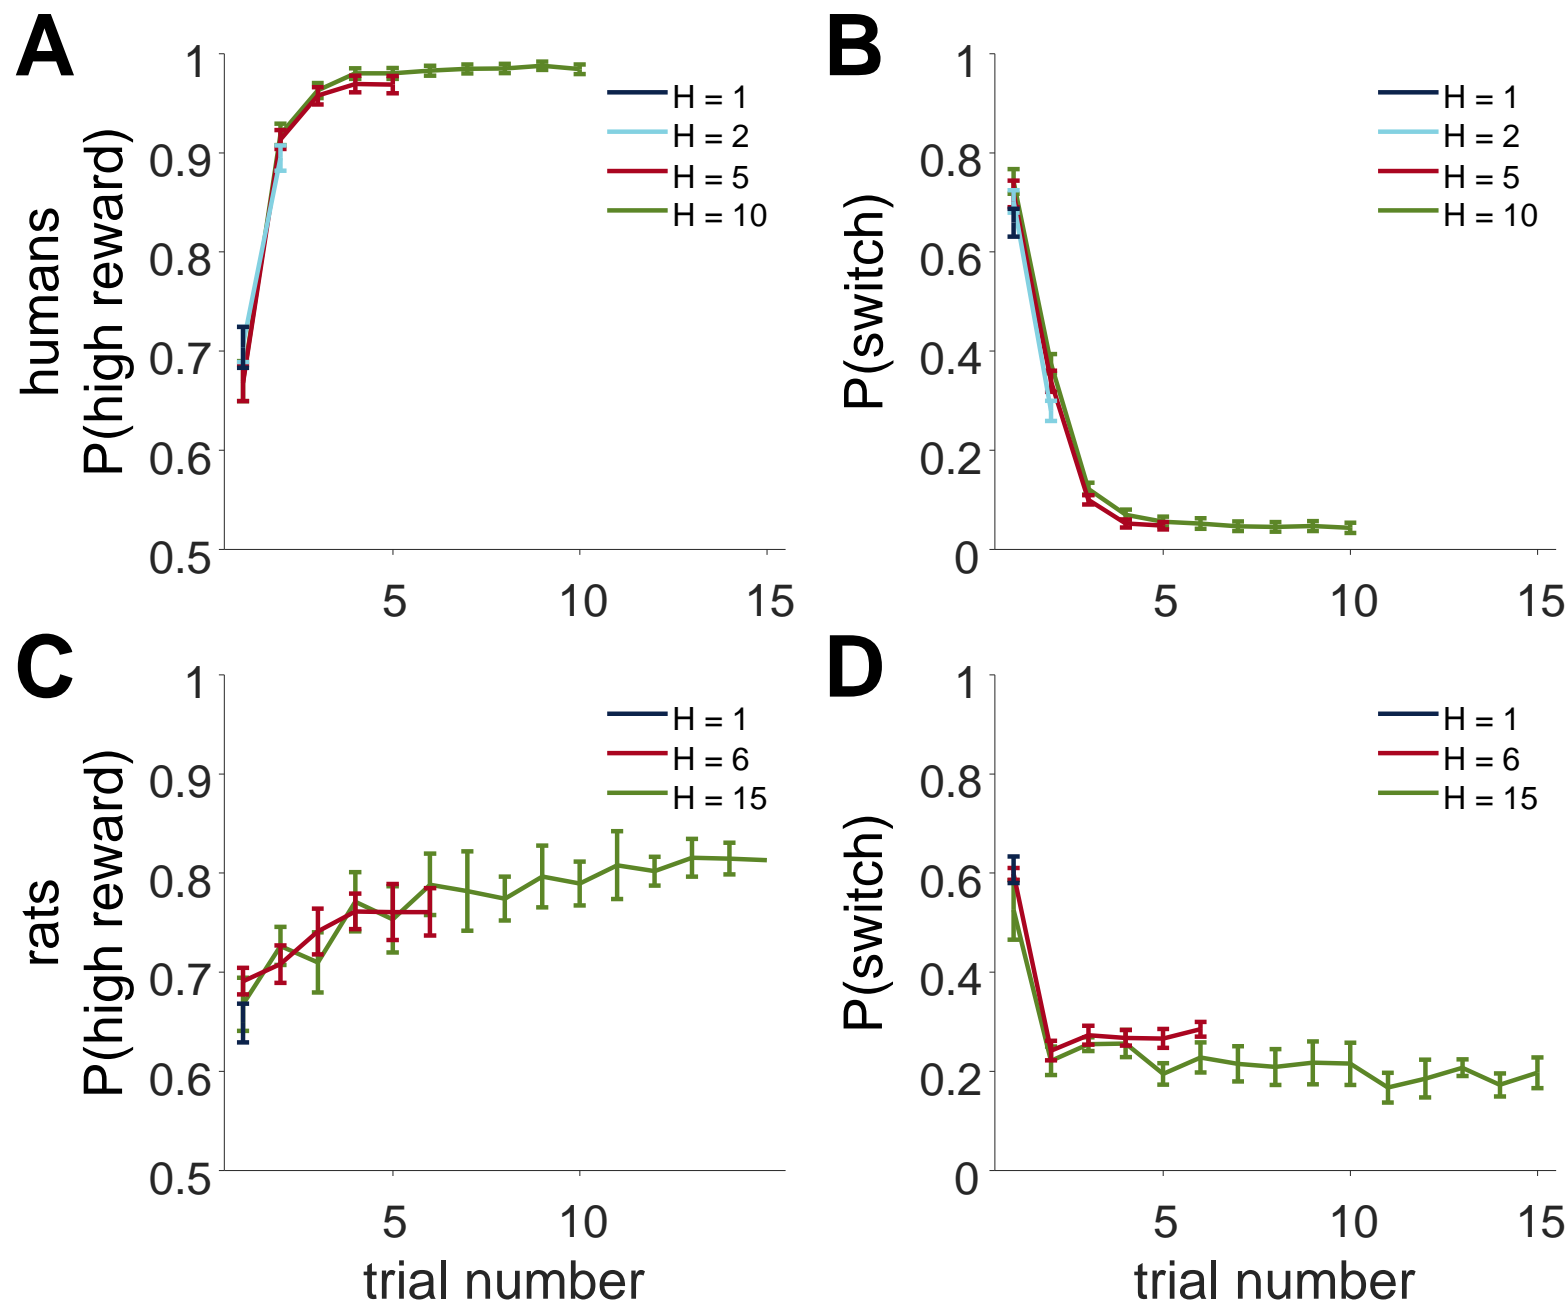 A
humans
P(high reward)
1
0.9
0.8
0.7
0.6
0.5
5
10
15
H = 1
H = 2
H = 5
H = 10
B
P(switch)
1
0.8
0.6
0.4
0.2
0
5
10
15
H = 1
H = 2
H = 5
H = 10
C
rats
P(high reward)
1
0.9
0.8
0.7
0.6
0.5
5
10
trial number
H = 1
H = 6
H = 15
D
P(switch)
1
0.8
0.6
0.4
0.2
0
5
10
15
trial number
H = 1
H = 6
H = 15